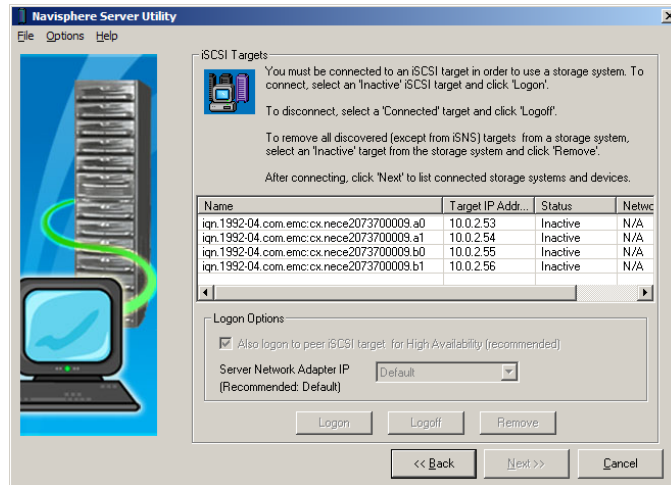 Navisphere Server Utility
File Options Help
iSCSI Targets
You must be connected to an iSCSI target in order to use a storage system. To
connect, select an 'Inactive' iSCSI target and click 'Logon'.
To disconnect, select a 'Connected' target and click 'Logoff'.
To remove all discovered (except from iSNS) targets from a storage system,
select an 'Inactive' target from the storage system and click 'Remove'.
After connecting, click 'Next' to list connected storage systems and devices.
Name Target IP Addr... Status Netwo
iqn.1992-04.com.emc:cx.nece2073700009.a0 10.0.2.53 Inactive N/A
iqn.1992-04.com.emc:cx.nece2073700009.a1 10.0.2.54 Inactive N/A
iqn.1992-04.com.emc:cx.nece2073700009.b0 10.0.2.55 Inactive N/A
iqn.1992-04.com.emc:cx.nece2073700009.b1 10.0.2.56 Inactive N/A
Logon Options
Also logon to peer iSCSI target for High Availability (recommended)
Server Network Adapter IP Default
(Recommended: Default)
Logon Logoff Remove
<< Back Next >> Cancel